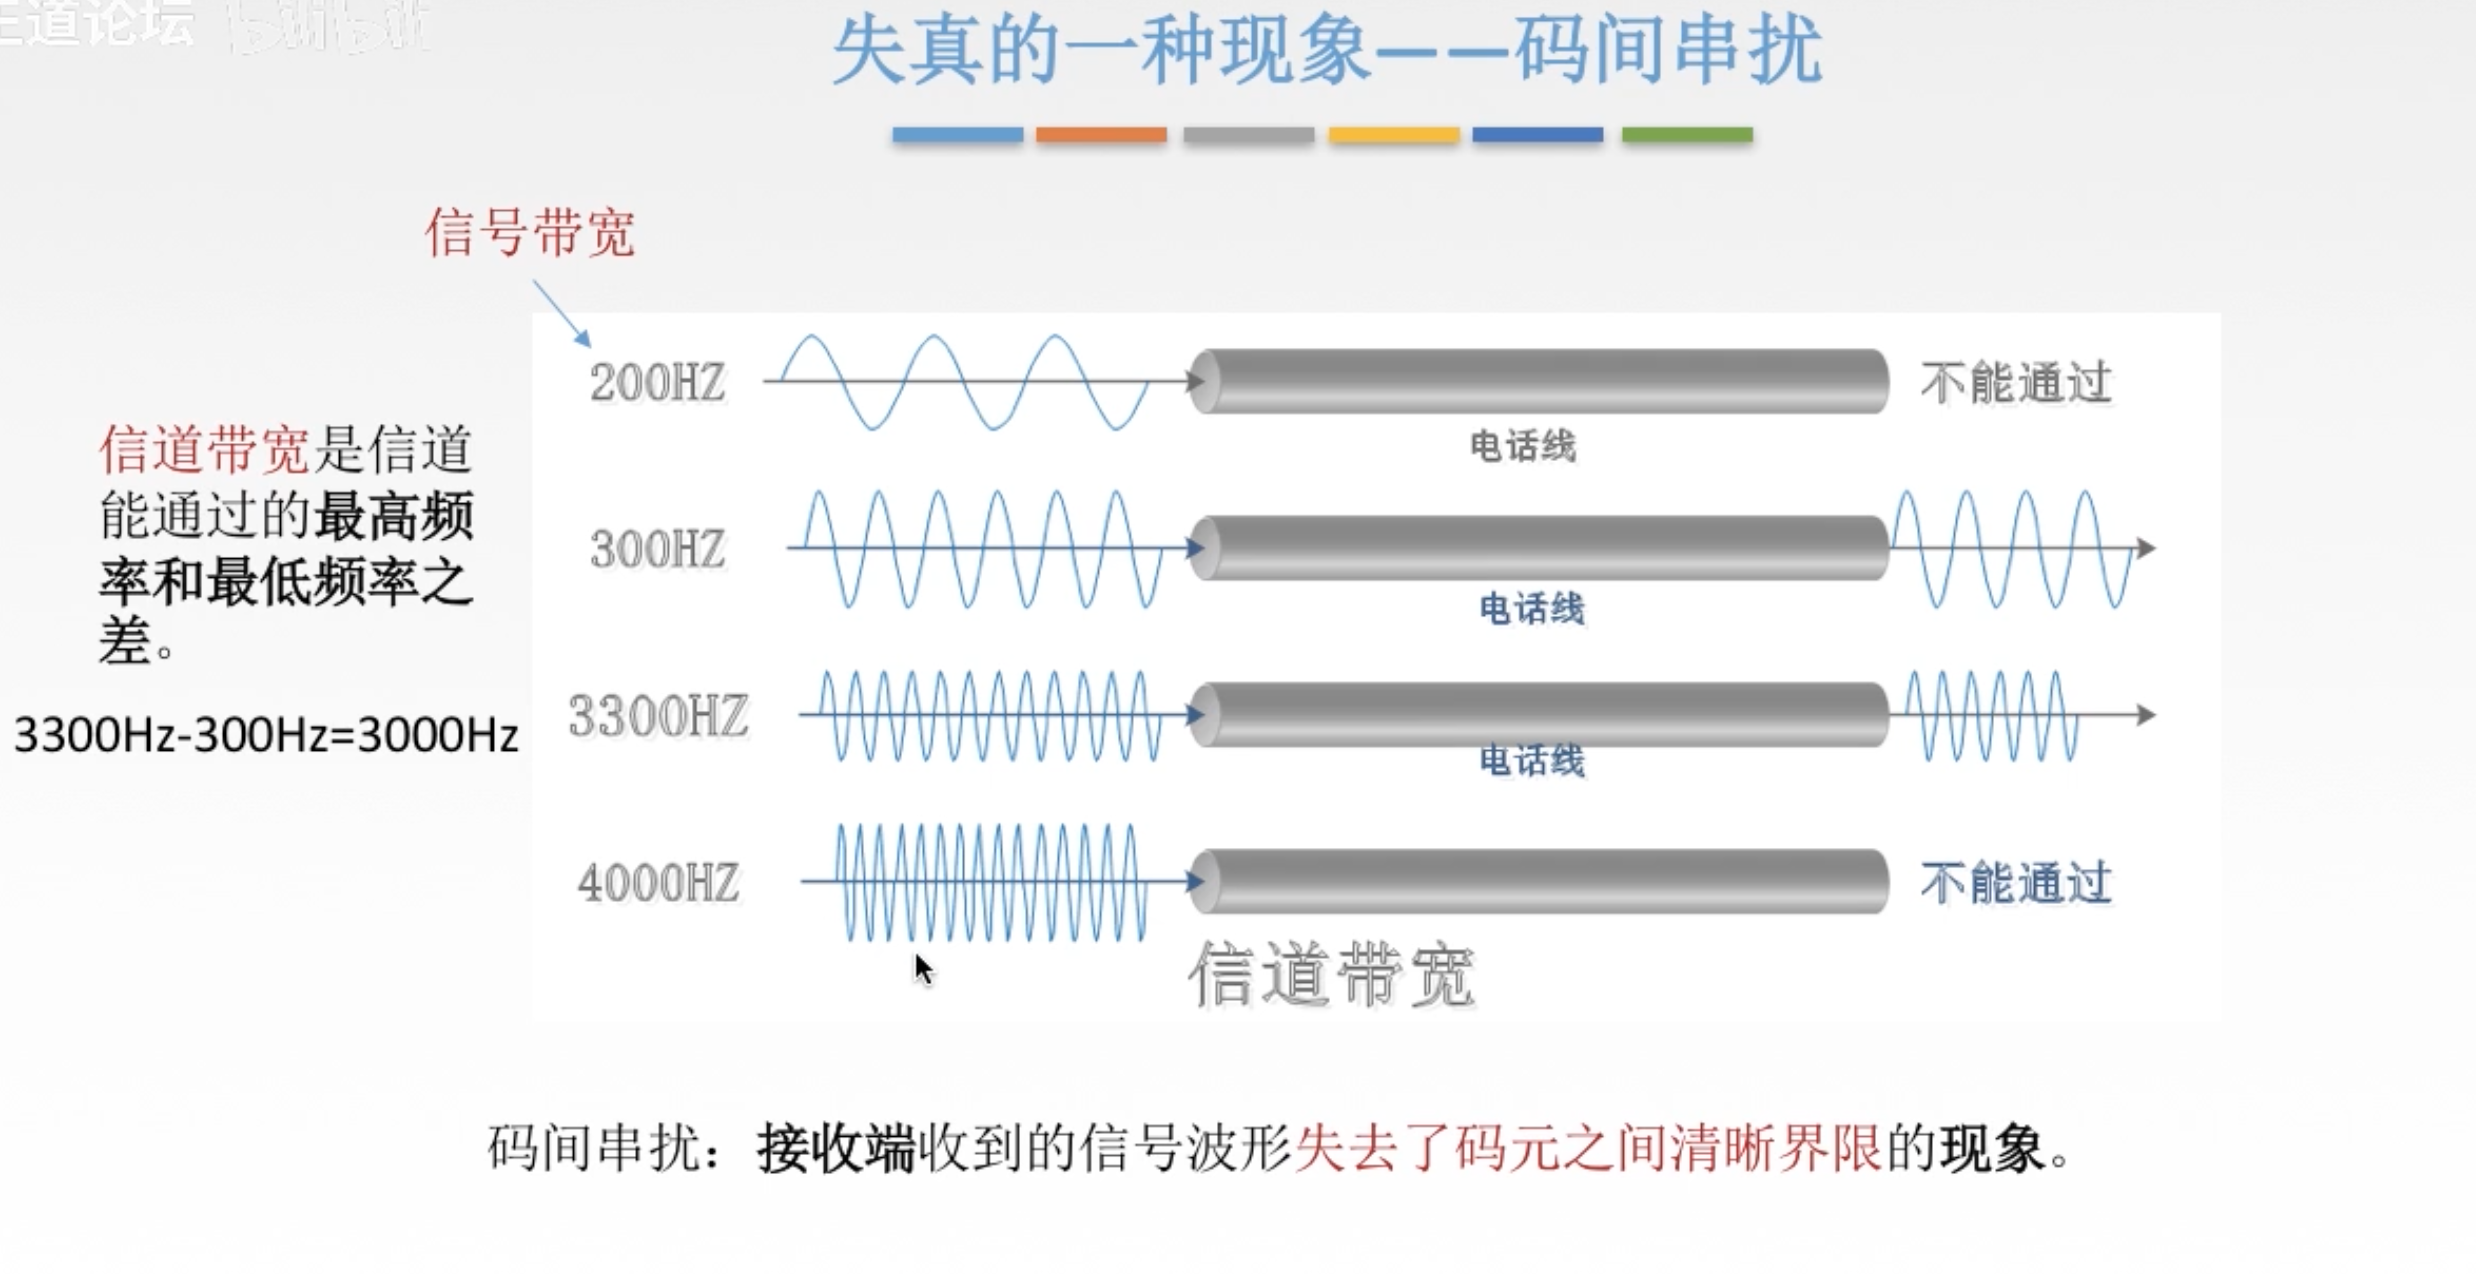 王道论坛 bilibili
失真的一种现象——码间串扰
信号带宽
信道带宽是信道
能通过的最高频
率和最低频率之
差。
3300Hz-300Hz=3000Hz
200HZ
电话线
不能通过
300HZ
电话线
3300HZ
电话线
4000HZ
不能通过
信道带宽
码间串扰：接收端收到的信号波形失去了码元之间清晰界限的现象。